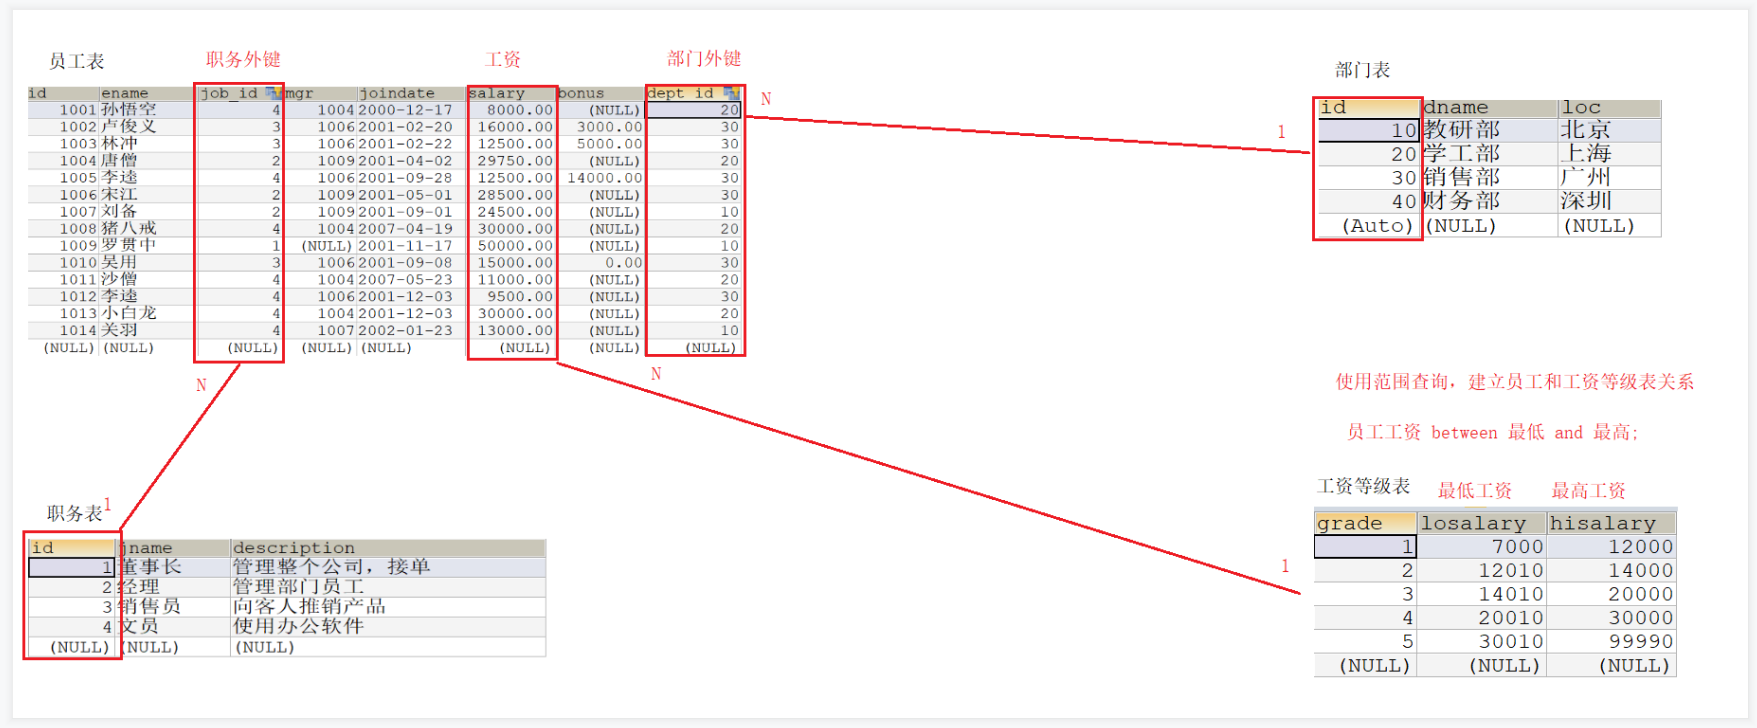 员工表 职务外键 工资 部门外键
id ename job_id mgr joindate salary bonus dept_id
1001 孙悟空 4 1004 2000-12-17 8000.00 (NULL) 20
1002 卢俊义 3 1006 2001-02-20 16000.00 3000.00 30
1003 林冲 3 1006 2001-02-22 12500.00 5000.00 30
1004 唐僧 2 1009 2001-04-02 29750.00 (NULL) 20
1005 李逵 4 1006 2001-09-28 12500.00 14000.00 30
1006 宋江 2 1009 2001-05-01 28500.00 (NULL) 30
1007 刘备 2 1009 2001-09-01 24500.00 (NULL) 10
1008 猪八戒 4 1004 2007-04-19 30000.00 (NULL) 20
1009 罗贯中 1 (NULL) 2001-11-17 50000.00 (NULL) 10
1010 吴用 3 1006 2001-09-08 15000.00 0.00 30
1011 沙僧 4 1004 2007-05-23 11000.00 (NULL) 20
1012 李逵 4 1006 2001-12-03 9500.00 (NULL) 30
1013 小白龙 4 1004 2001-12-03 30000.00 (NULL) 20
1014 关羽 4 1007 2002-01-23 13000.00 (NULL) 10
(NULL) (NULL) (NULL) (NULL) (NULL) (NULL) (NULL) (NULL)
N
1
部门表
id dname loc
10 教研部 北京
20 学工部 上海
30 销售部 广州
40 财务部 深圳
(Auto) (NULL) (NULL)
N
N
使用范围查询，建立员工和工资等级表关系
员工工资 between 最低 and 最高;
职务表 1
id jname description
1 董事长 管理整个公司，接单
2 经理 管理部门员工
3 销售员 向客人推销产品
4 文员 使用办公软件
(NULL) (NULL) (NULL)
1
工资等级表 最低工资 最高工资
grade losalary hisalary
1 7000 12000
2 12010 14000
3 14010 20000
4 20010 30000
5 30010 99990
(NULL) (NULL) (NULL)